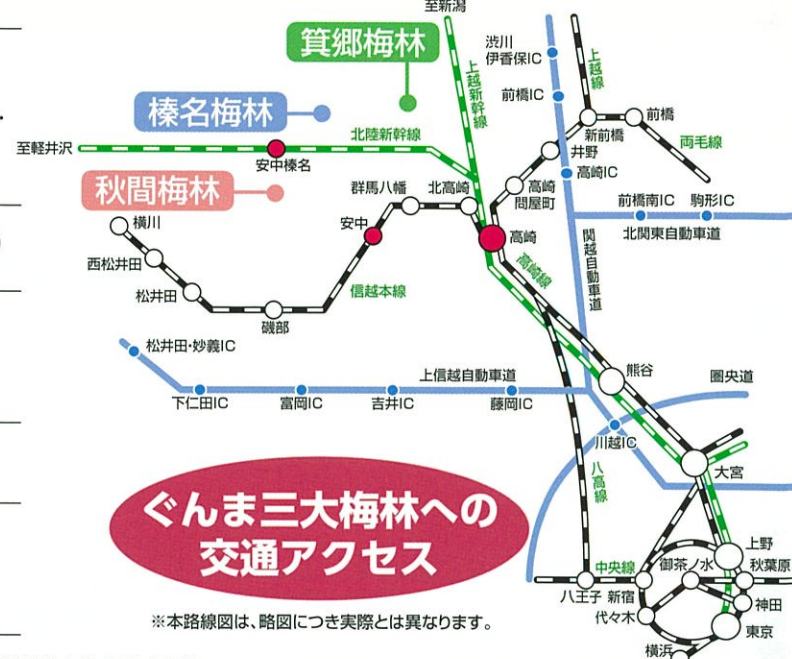 至新潟
箕郷梅林
渋川
伊香保IC
上越線
上越新幹線
榛名梅林
前橋IC
前橋
新前橋
両毛線
北陸新幹線
井野
至軽井沢
安中榛名
高崎IC
秋間梅林
群馬八幡
北高崎
高崎
問屋町
前橋南IC
駒形IC
横川
安中
高崎
北関東自動車道
西松井田
高崎線
関越自動車道
松井田
信越本線
磯部
松井田・妙義IC
熊谷
上信越自動車道
圏央道
下仁田IC
富岡IC
吉井IC
藤岡IC
川越IC
八高線
大宮
ぐんま三大梅林への
交通アクセス
上野
中央線
御茶ノ水
秋葉原
八王子
新宿
神田
代々木
東京
※本路線図は、略図につき実際とは異なります。
横浜